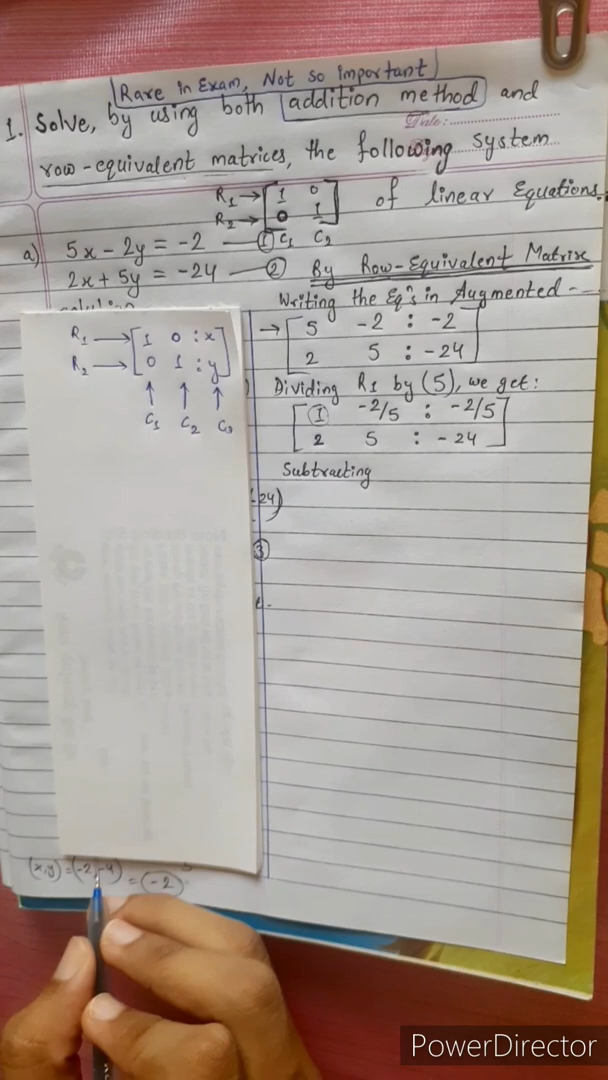 Rare in Exam, Not so important
1. Solve, by using both addition method and
Date:
row-equivalent matrices, the following system
R1 → [1 0
R2 → 0 1] of linear Equations.
C1 C2
a) 5x - 2y = -2 — ①
2x + 5y = -24 — ②
By Row-Equivalent Matrix
Writing the Eqⁿs in Augmented -
→ [5 -2 : -2
2 5 : -24]
Dividing R1 by (5), we get:
[① -2/5 : -2/5
2 5 : -24]
Subtracting
R1 → [1 0 : x
R2 → 0 1 : y]
↑ ↑ ↑
C1 C2 C3
-24)
③
(x,y) = (-2,-4)
= (-2)
PowerDirector